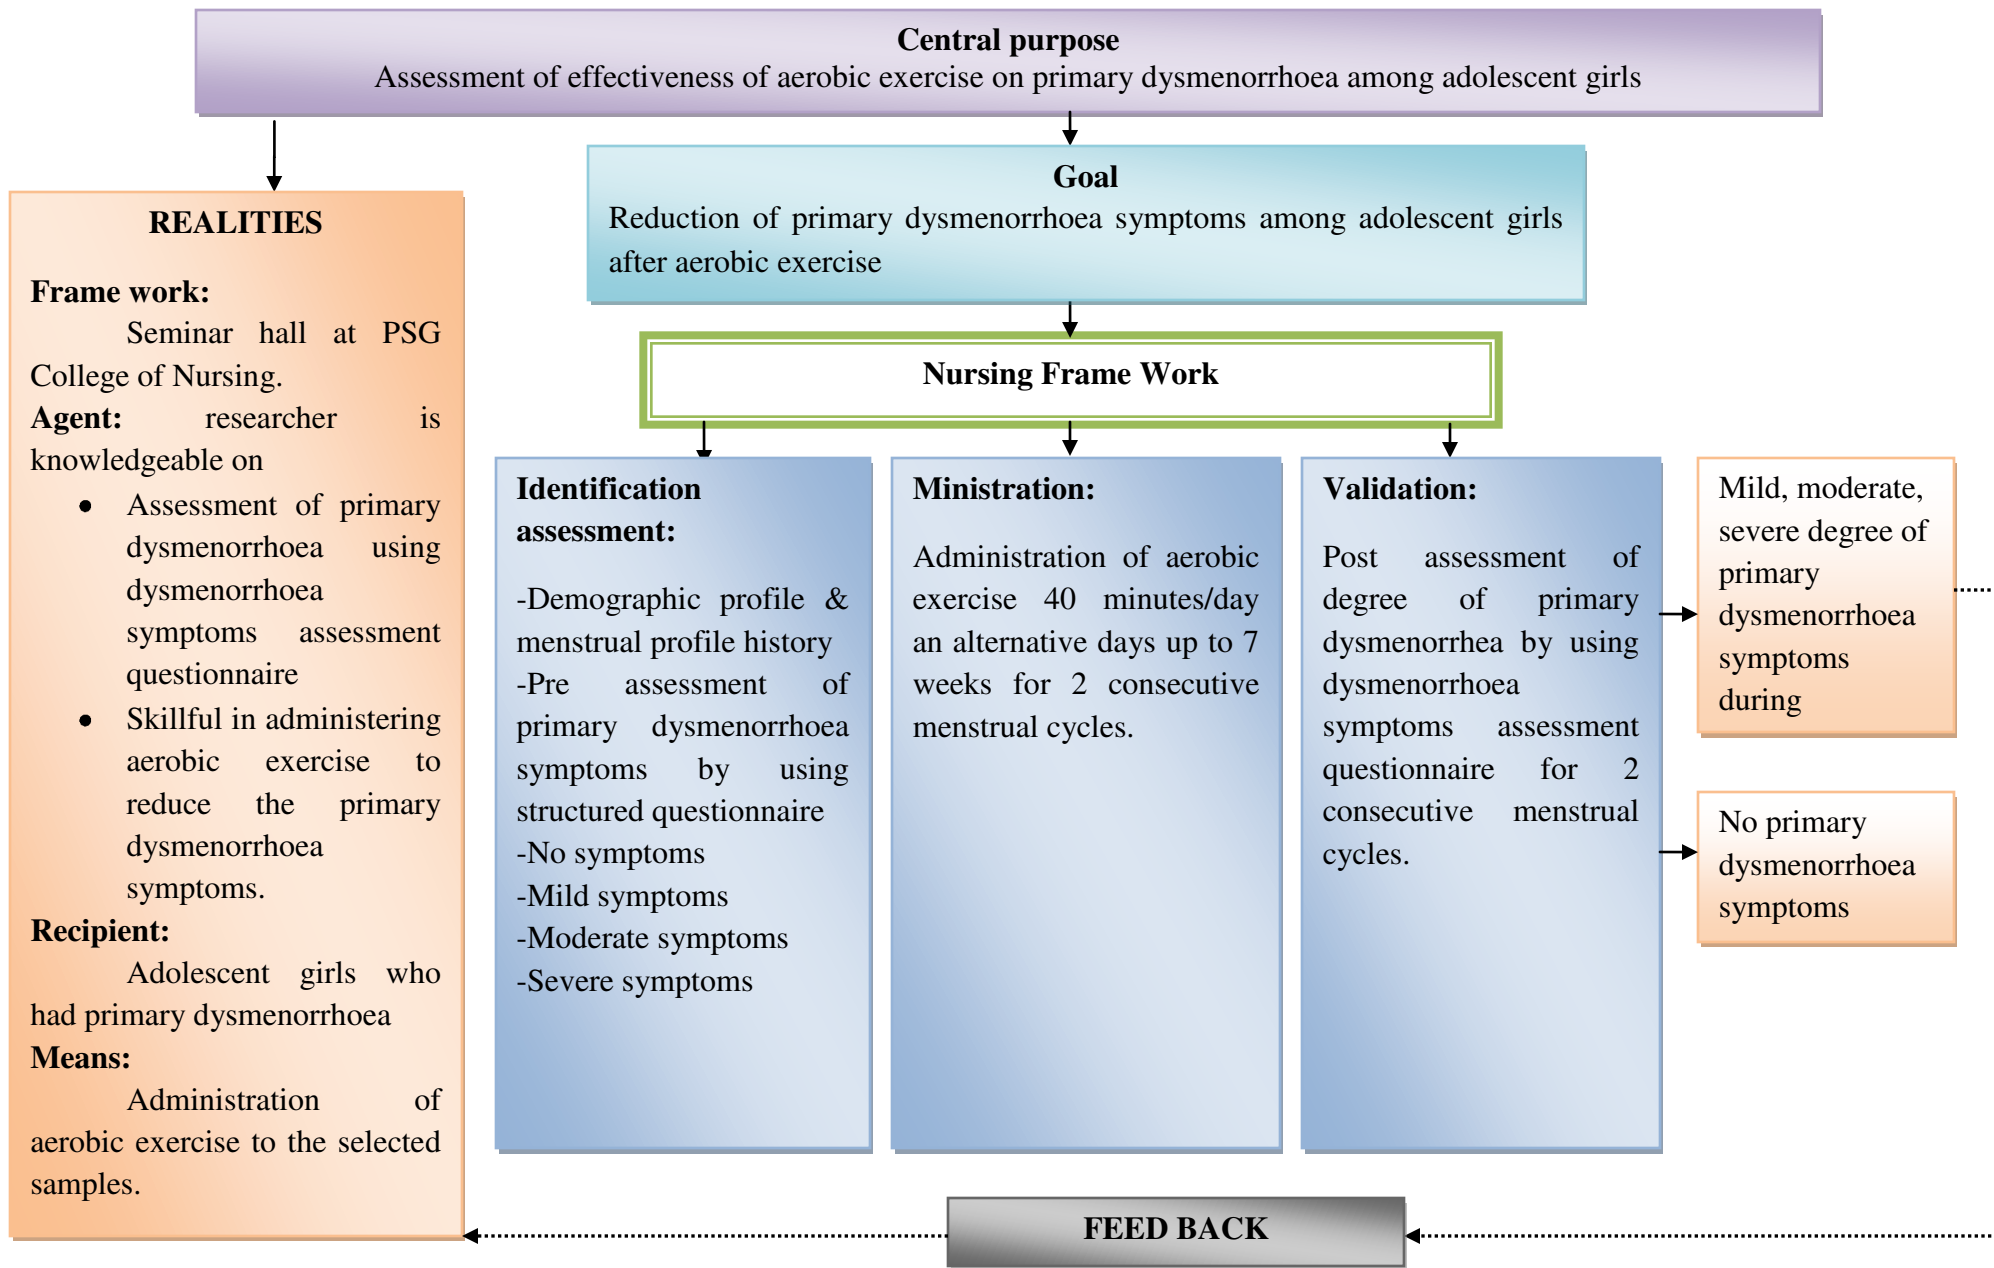 Central purpose
Assessment of effectiveness of aerobic exercise on primary dysmenorrhoea among adolescent girls
Goal
Reduction of primary dysmenorrhoea symptoms among adolescent girls
after aerobic exercise
REALITIES
Frame work:
Seminar hall at PSG
College of Nursing.
Agent: researcher is
knowledgeable on
• Assessment of primary
dysmenorrhoea using
dysmenorrhoea
symptoms assessment
questionnaire
• Skillful in administering
aerobic exercise to
reduce the primary
dysmenorrhoea
symptoms.
Recipient:
Adolescent girls who
had primary dysmenorrhoea
Means:
Administration of
aerobic exercise to the selected
samples.
Nursing Frame Work
Identification
assessment:
-Demographic profile &
menstrual profile history
-Pre assessment of
primary dysmenorrhoea
symptoms by using
structured questionnaire
-No symptoms
-Mild symptoms
-Moderate symptoms
-Severe symptoms
Ministration:
Administration of aerobic
exercise 40 minutes/day
an alternative days up to 7
weeks for 2 consecutive
menstrual cycles.
Validation:
Post assessment of
degree of primary
dysmenorrhea by using
dysmenorrhoea
symptoms assessment
questionnaire for 2
consecutive menstrual
cycles.
Mild, moderate,
severe degree of
primary
dysmenorrhoea
symptoms
during
No primary
dysmenorrhoea
symptoms
FEED BACK